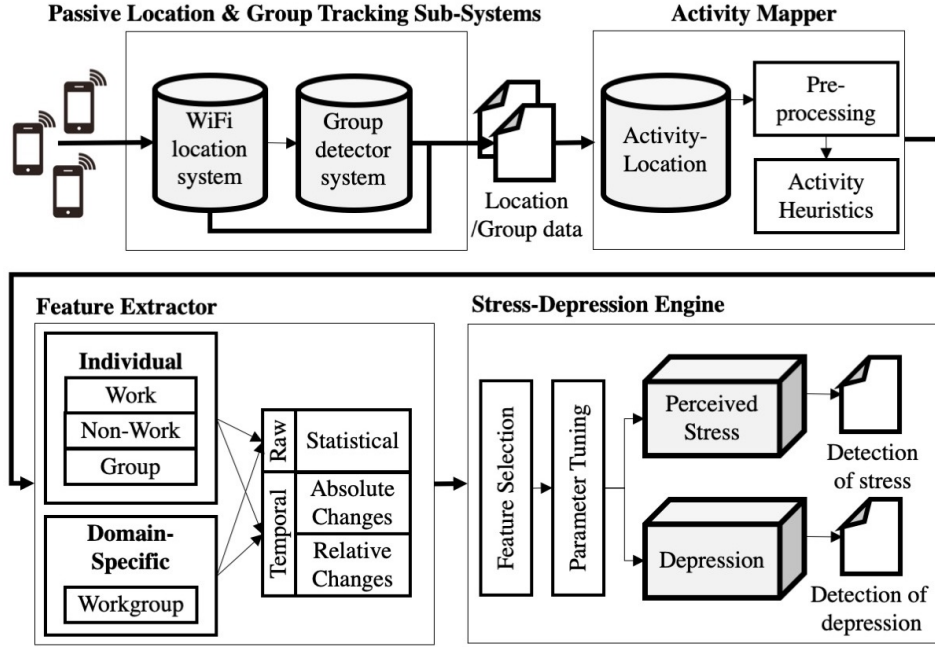 Passive Location & Group Tracking Sub-Systems
Activity Mapper
WiFi
location
system
Group
detector
system
Location
/Group data
Activity-
Location
Pre-
processing
Activity
Heuristics
Feature Extractor
Individual
Work
Non-Work
Group
Domain-
Specific
Workgroup
Raw
Statistical
Temporal
Absolute
Changes
Relative
Changes
Stress-Depression Engine
Feature Selection
Parameter Tuning
Perceived
Stress
Detection
of stress
Depression
Detection of
depression